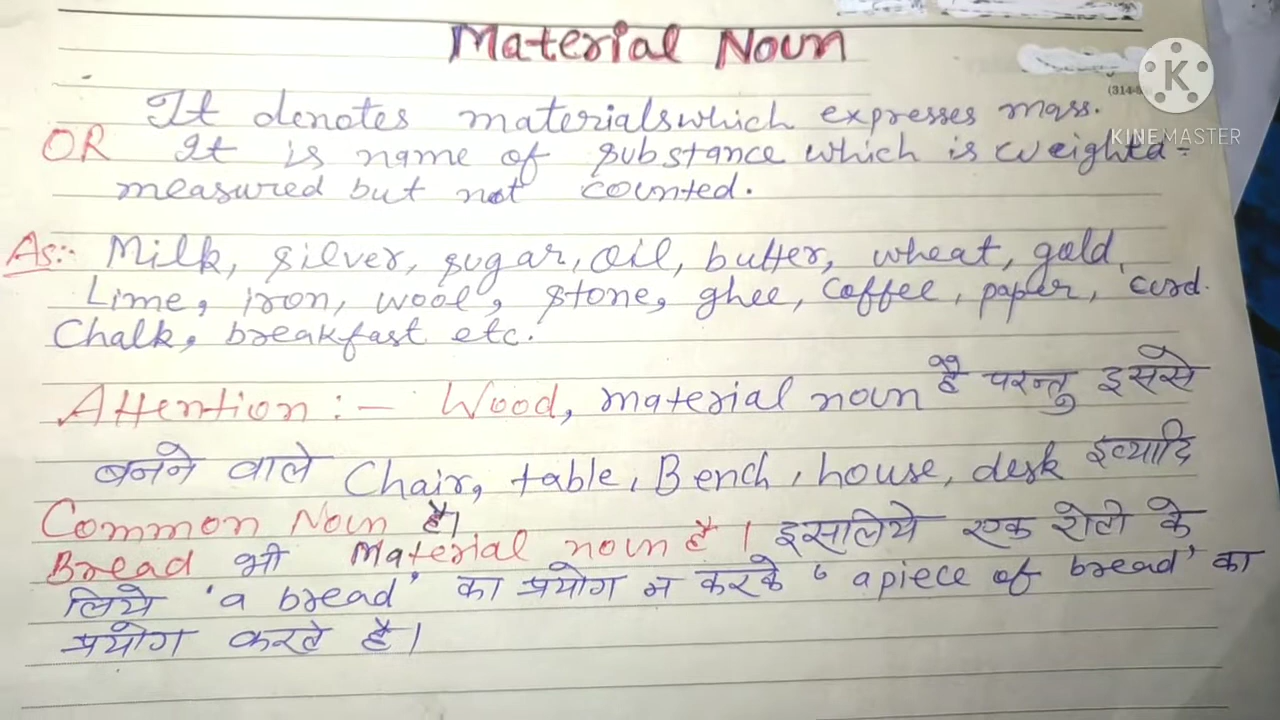 Material Noun
(314-
K
KINEMASTER
It denotes materials which expresses mass.
OR It is name of substance which is weighted-
measured but not counted.
As:- Milk, silver, sugar, oil, butter, wheat, gold,
Lime, iron, wool, stone, ghee, coffee, paper, curd.
Chalk, breakfast etc.
Attention :- Wood, material noun है परन्तु इससे
बनने वाले Chair, table, Bench, house, desk इत्यादि
Common Noun है।
Bread भी Material noun है। इसलिये एक रोटी के
लिये 'a bread' का प्रयोग न करके 'a piece of bread' का
प्रयोग करते है।